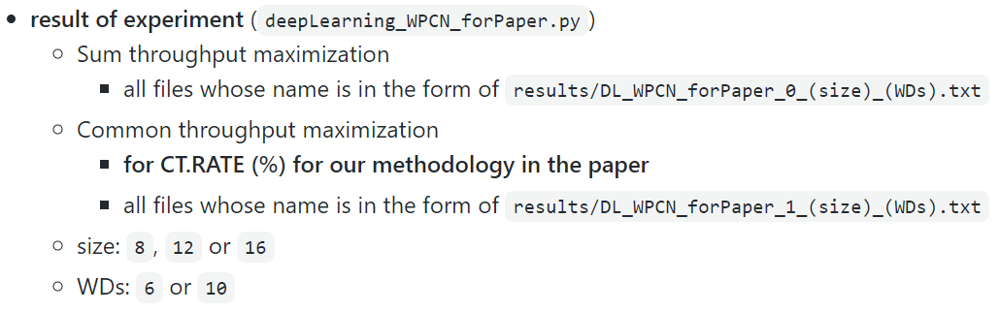 result of experiment (deepLearning_WPCN_forPaper.py)
Sum throughput maximization
all files whose name is in the form of results/DL_WPCN_forPaper_0_(size)_(WDs).txt
Common throughput maximization
for CT.RATE (%) for our methodology in the paper
all files whose name is in the form of results/DL_WPCN_forPaper_1_(size)_(WDs).txt
size: 8, 12 or 16
WDs: 6 or 10